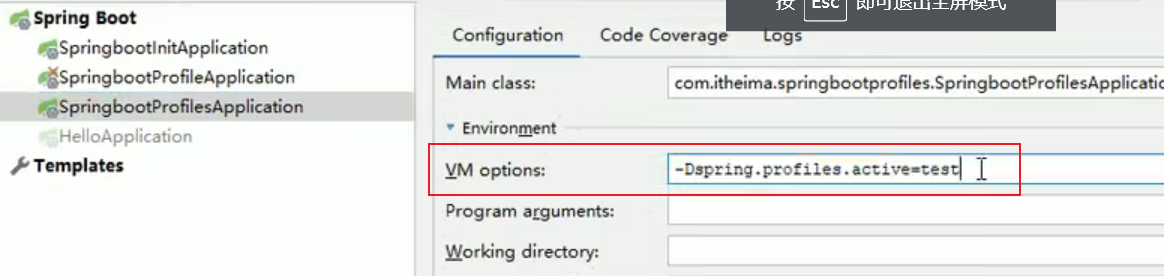 按 Esc 即可退出全屏模式
Spring Boot
SpringbootInitApplication
SpringbootProfileApplication
SpringbootProfilesApplication
HelloApplication
Templates
Configuration Code Coverage Logs
Main class: com.itheima.springbootprofiles.SpringbootProfilesApplicatio
Environment
VM options: -Dspring.profiles.active=test
Program arguments:
Working directory: